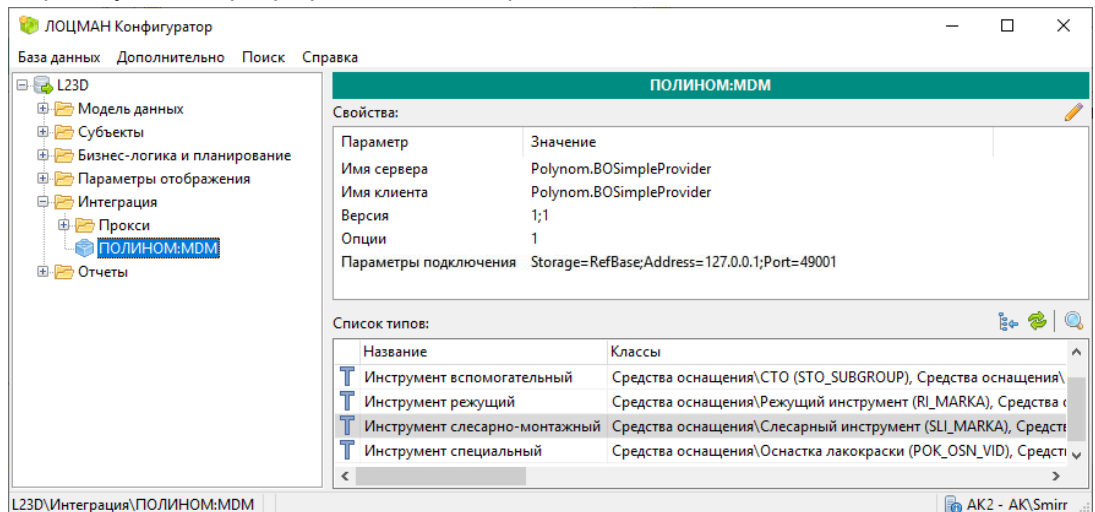 ЛОЦМАН Конфигуратор
База данных Дополнительно Поиск Справка
L23D
Модель данных
Субъекты
Бизнес-логика и планирование
Параметры отображения
Интеграция
Прокси
ПОЛИНОМ:MDM
Отчеты
ПОЛИНОМ:MDM
Свойства:
Параметр Значение
Имя сервера Polynom.BOSimpleProvider
Имя клиента Polynom.BOSimpleProvider
Версия 1;1
Опции 1
Параметры подключения Storage=RefBase;Address=127.0.0.1;Port=49001
Список типов:
Название Классы
Инструмент вспомогательный Средства оснащения\СТО (STO_SUBGROUP), Средства оснащения\
Инструмент режущий Средства оснащения\Режущий инструмент (RI_MARKA), Средства
Инструмент слесарно-монтажный Средства оснащения\Слесарный инструмент (SLI_MARKA), Средств
Инструмент специальный Средства оснащения\Оснастка лакокраски (POK_OSN_VID), Средст
L23D\Интеграция\ПОЛИНОМ:MDM
AK2 - AK\Smirr